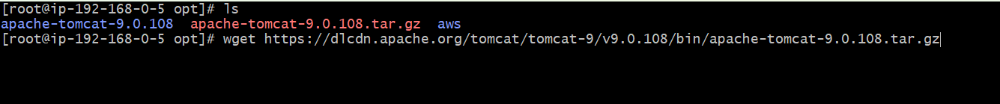 [root@ip-192-168-0-5 opt]# ls
apache-tomcat-9.0.108  apache-tomcat-9.0.108.tar.gz  aws
[root@ip-192-168-0-5 opt]# wget https://dlcdn.apache.org/tomcat/tomcat-9/v9.0.108/bin/apache-tomcat-9.0.108.tar.gz